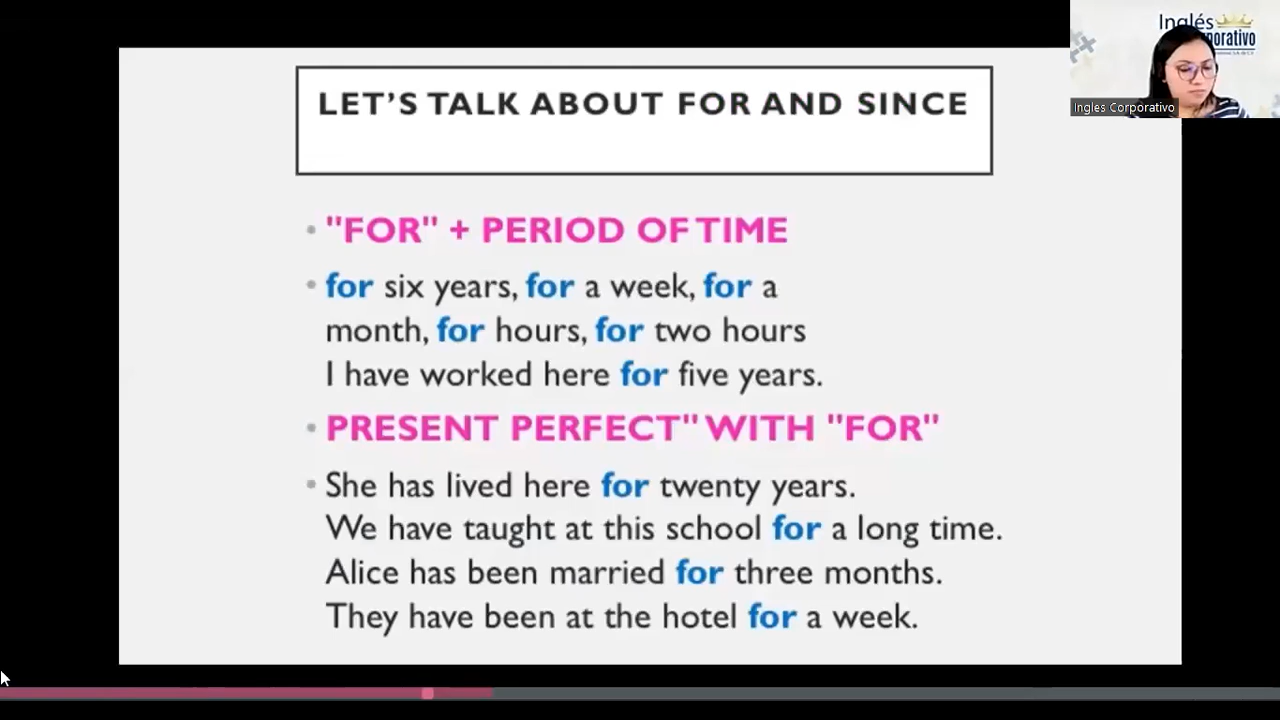 LET'S TALK ABOUT FOR AND SINCE
"FOR" + PERIOD OF TIME
for six years, for a week, for a
month, for hours, for two hours
I have worked here for five years.
PRESENT PERFECT" WITH "FOR"
She has lived here for twenty years.
We have taught at this school for a long time.
Alice has been married for three months.
They have been at the hotel for a week.
Inglés
Ingles Corporativo